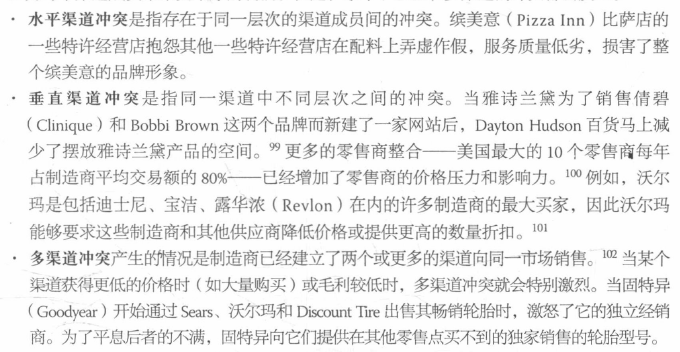 · 水平渠道冲突是指存在于同一层次的渠道成员间的冲突。缤美意（Pizza Inn）比萨店的
一些特许经营店抱怨其他一些特许经营店在配料上弄虚作假，服务质量低劣，损害了整
个缤美意的品牌形象。
· 垂直渠道冲突是指同一渠道中不同层次之间的冲突。当雅诗兰黛为了销售倩碧
（Clinique）和 Bobbi Brown 这两个品牌而新建了一家网站后，Dayton Hudson 百货马上减
少了摆放雅诗兰黛产品的空间。99 更多的零售商整合——美国最大的 10 个零售商每年
占制造商平均交易额的 80%——已经增加了零售商的价格压力和影响力。100 例如，沃尔
玛是包括迪士尼、宝洁、露华浓（Revlon）在内的许多制造商的最大买家，因此沃尔玛
能够要求这些制造商和其他供应商降低价格或提供更高的数量折扣。101
· 多渠道冲突产生的情况是制造商已经建立了两个或更多的渠道向同一市场销售。102 当某个
渠道获得更低的价格时（如大量购买）或毛利较低时，多渠道冲突就会特别激烈。当固特异
（Goodyear）开始通过 Sears、沃尔玛和 Discount Tire 出售其畅销轮胎时，激怒了它的独立经销
商。为了平息后者的不满，固特异向它们提供在其他零售点买不到的独家销售的轮胎型号。